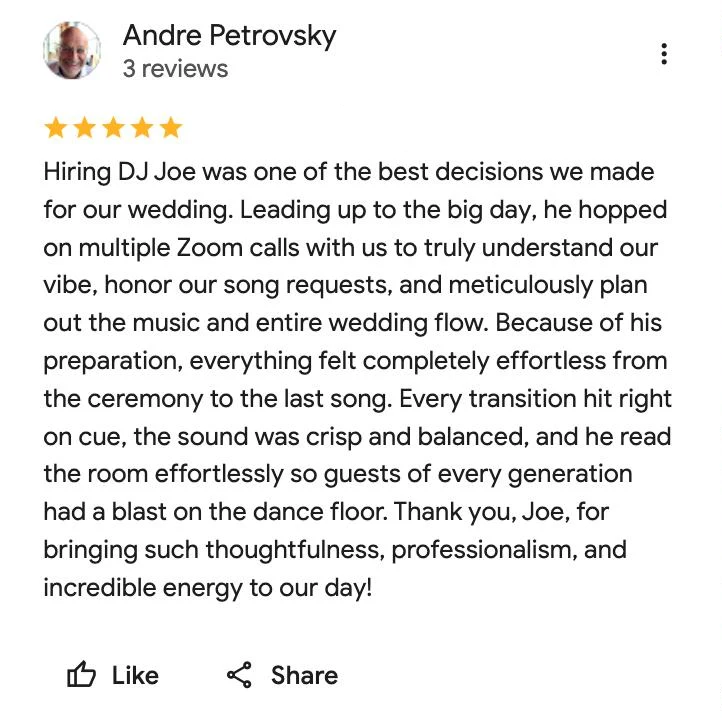 Andre Petrovsky
3 reviews
Hiring DJ Joe was one of the best decisions we made
for our wedding. Leading up to the big day, he hopped
on multiple Zoom calls with us to truly understand our
vibe, honor our song requests, and meticulously plan
out the music and entire wedding flow. Because of his
preparation, everything felt completely effortless from
the ceremony to the last song. Every transition hit right
on cue, the sound was crisp and balanced, and he read
the room effortlessly so guests of every generation
had a blast on the dance floor. Thank you, Joe, for
bringing such thoughtfulness, professionalism, and
incredible energy to our day!
Like Share